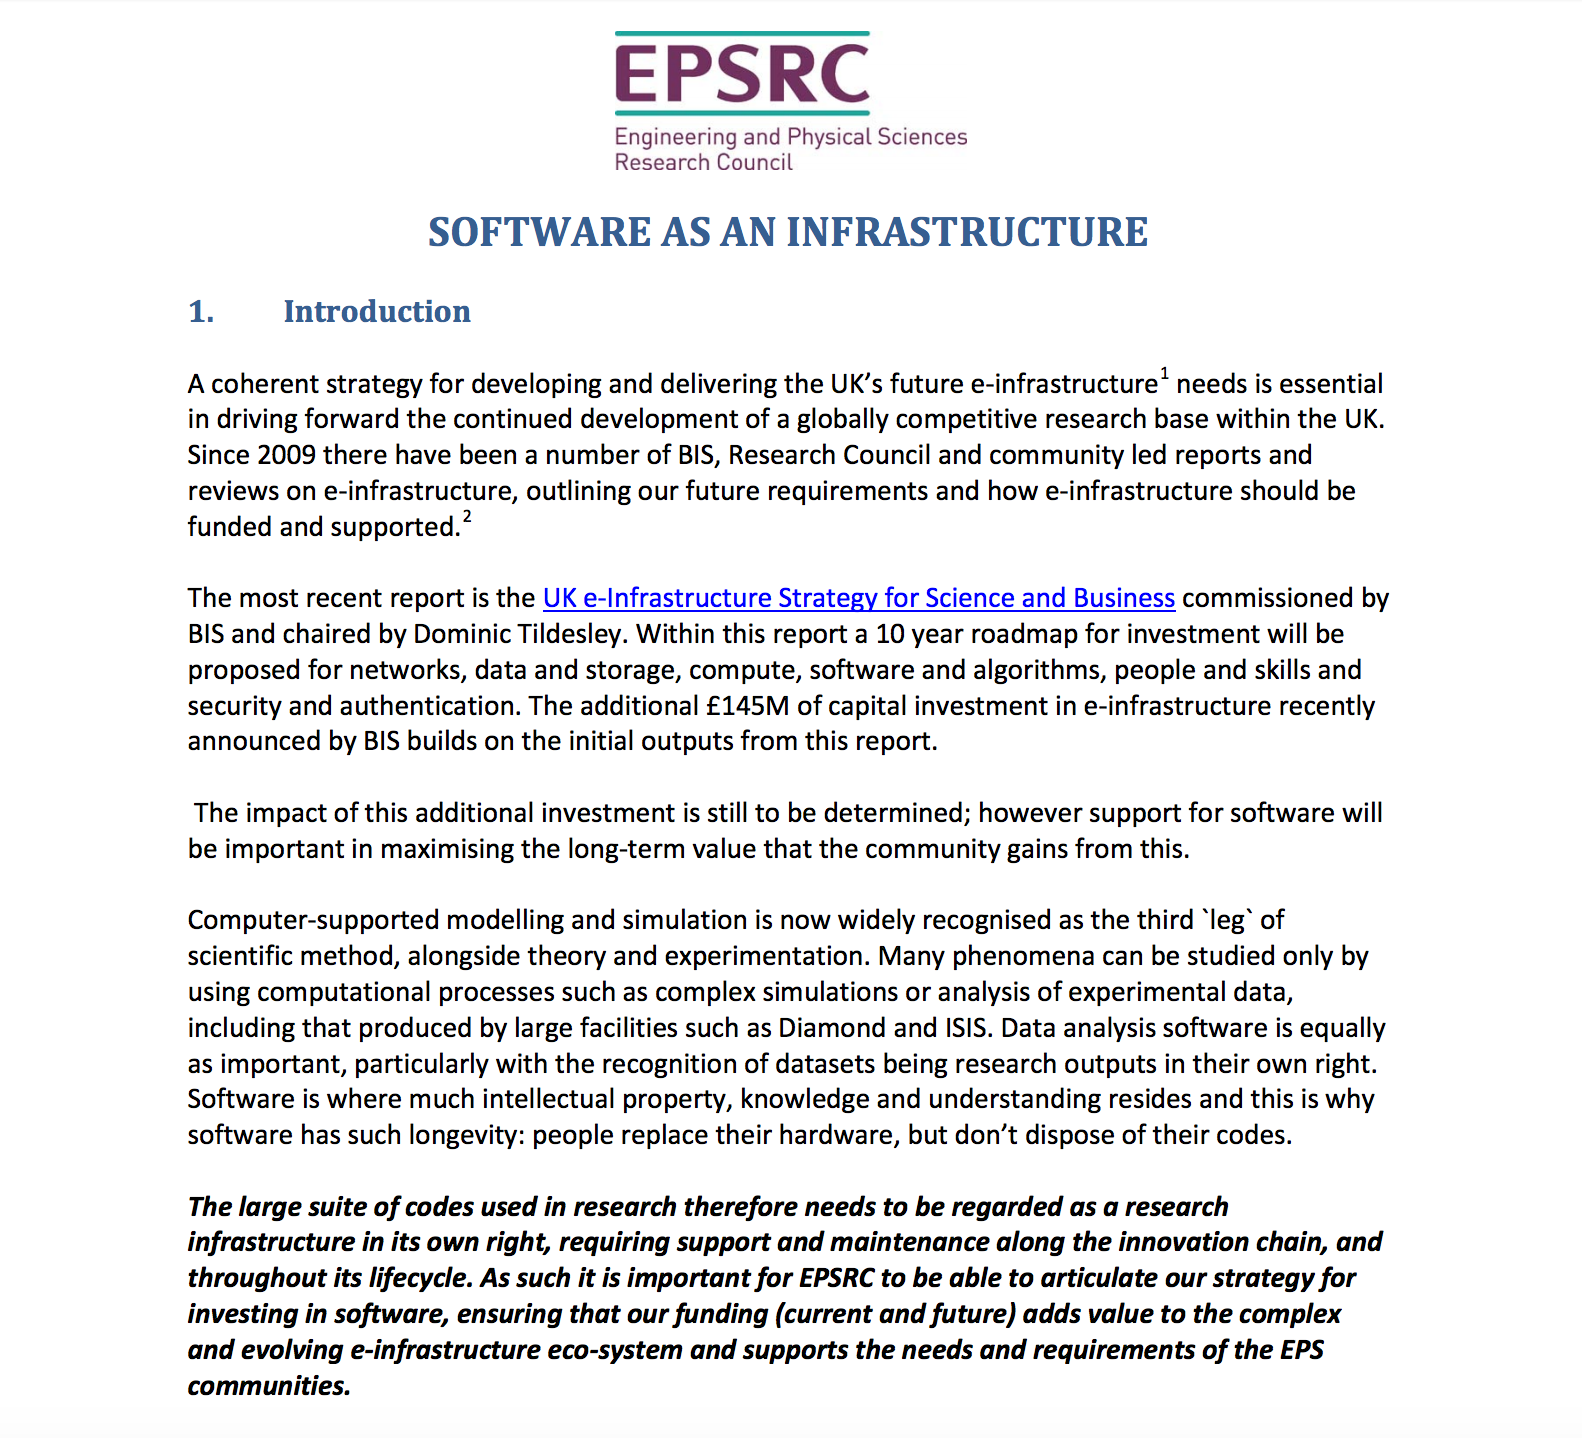 EPSRC
Engineering and Physical Sciences
Research Council
SOFTWARE AS AN INFRASTRUCTURE
1. Introduction
A coherent strategy for developing and delivering the UK’s future e-infrastructure¹ needs is essential
in driving forward the continued development of a globally competitive research base within the UK.
Since 2009 there have been a number of BIS, Research Council and community led reports and
reviews on e-infrastructure, outlining our future requirements and how e-infrastructure should be
funded and supported.²
The most recent report is the UK e-Infrastructure Strategy for Science and Business commissioned by
BIS and chaired by Dominic Tildesley. Within this report a 10 year roadmap for investment will be
proposed for networks, data and storage, compute, software and algorithms, people and skills and
security and authentication. The additional £145M of capital investment in e-infrastructure recently
announced by BIS builds on the initial outputs from this report.
The impact of this additional investment is still to be determined; however support for software will
be important in maximising the long-term value that the community gains from this.
Computer-supported modelling and simulation is now widely recognised as the third `leg` of
scientific method, alongside theory and experimentation. Many phenomena can be studied only by
using computational processes such as complex simulations or analysis of experimental data,
including that produced by large facilities such as Diamond and ISIS. Data analysis software is equally
as important, particularly with the recognition of datasets being research outputs in their own right.
Software is where much intellectual property, knowledge and understanding resides and this is why
software has such longevity: people replace their hardware, but don’t dispose of their codes.
The large suite of codes used in research therefore needs to be regarded as a research
infrastructure in its own right, requiring support and maintenance along the innovation chain, and
throughout its lifecycle. As such it is important for EPSRC to be able to articulate our strategy for
investing in software, ensuring that our funding (current and future) adds value to the complex
and evolving e-infrastructure eco-system and supports the needs and requirements of the EPS
communities.